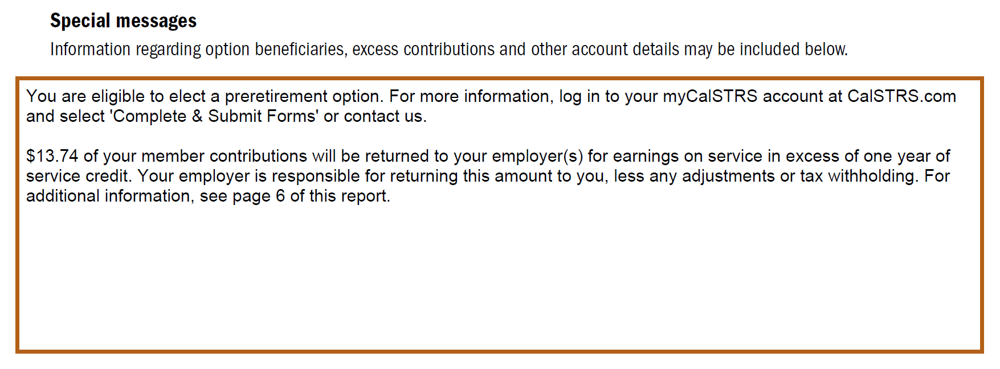 Special messages
Information regarding option beneficiaries, excess contributions and other account details may be included below.
You are eligible to elect a preretirement option. For more information, log in to your myCalSTRS account at CalSTRS.com
and select 'Complete & Submit Forms' or contact us.
$13.74 of your member contributions will be returned to your employer(s) for earnings on service in excess of one year of
service credit. Your employer is responsible for returning this amount to you, less any adjustments or tax withholding. For
additional information, see page 6 of this report.